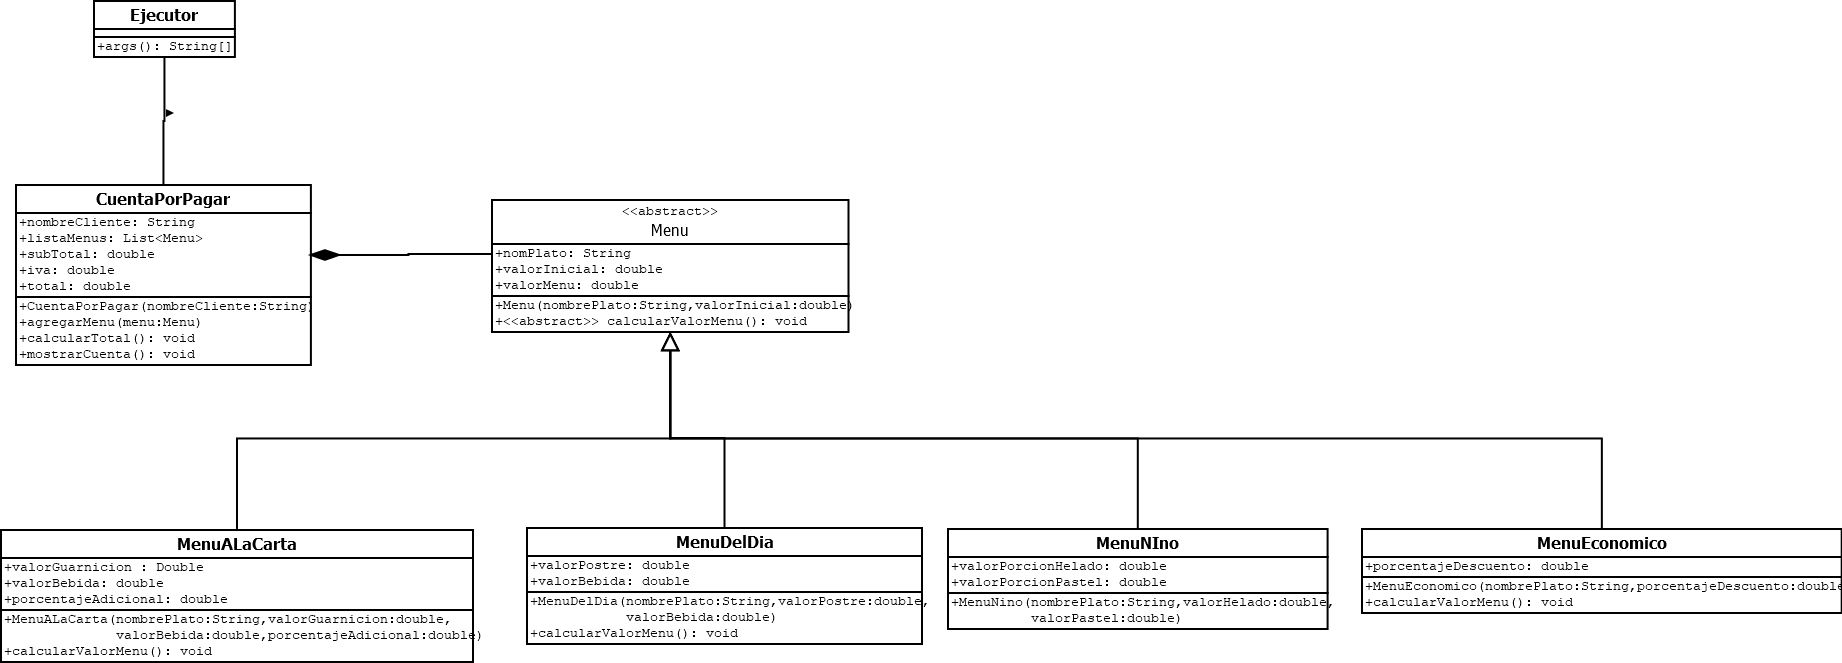 Ejecutor
+args(): String[]
CuentaPorPagar
+nombreCliente: String
+listaMenus: List<Menu>
+subTotal: double
+iva: double
+total: double
+CuentaPorPagar(nombreCliente:String)
+agregarMenu(menu:Menu)
+calcularTotal(): void
+mostrarCuenta(): void
<<abstract>>
Menu
+nomPlato: String
+valorInicial: double
+valorMenu: double
+Menu(nombrePlato:String,valorInicial:double)
+<<abstract>> calcularValorMenu(): void
MenuALaCarta
+valorGuarnicion : Double
+valorBebida: double
+porcentajeAdicional: double
+MenuALaCarta(nombrePlato:String,valorGuarnicion:double,
valorBebida:double,porcentajeAdicional:double)
+calcularValorMenu(): void
MenuDelDia
+valorPostre: double
+valorBebida: double
+MenuDelDia(nombrePlato:String,valorPostre:double,
valorBebida:double)
+calcularValorMenu(): void
MenuNIno
+valorPorcionHelado: double
+valorPorcionPastel: double
+MenuNino(nombrePlato:String,valorHelado:double,
valorPastel:double)
MenuEconomico
+porcentajeDescuento: double
+MenuEconomico(nombrePlato:String,porcentajeDescuento:double
+calcularValorMenu(): void